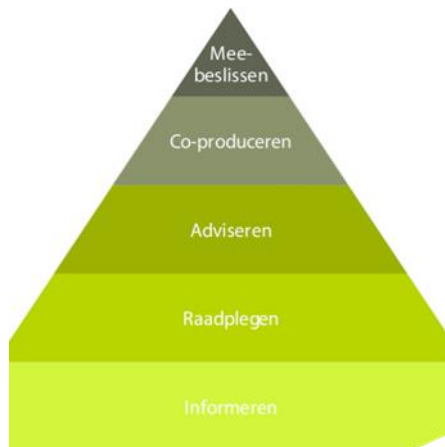 Mee-
beslissen
Co-produceren
Adviseren
Raadplegen
Informeren